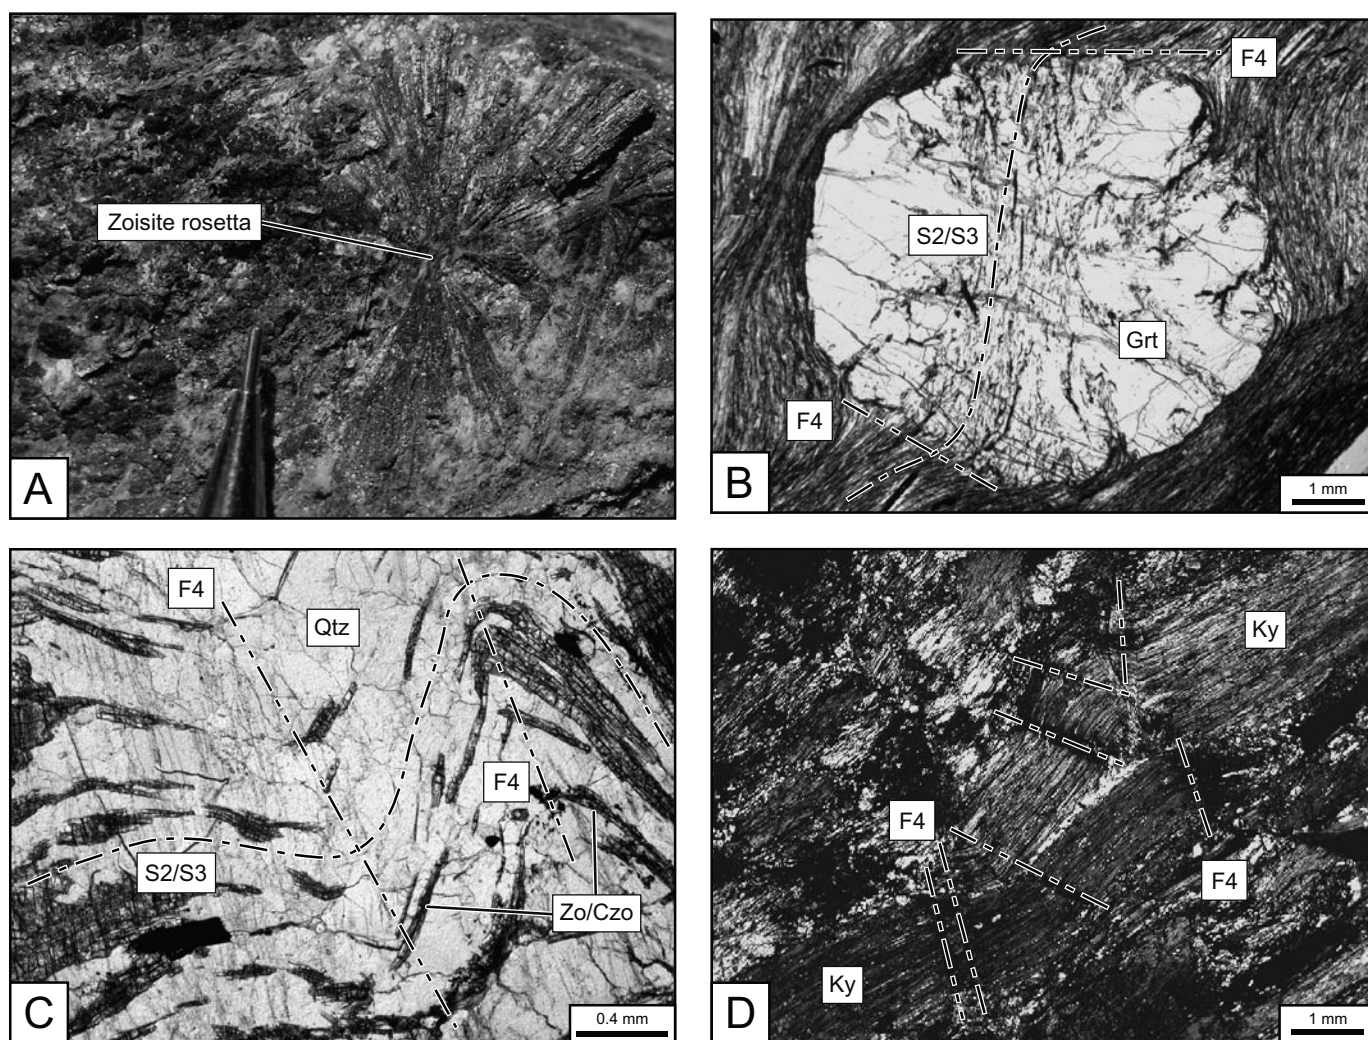 Zoisite rosetta
A
F4
S2/S3
Grt
F4
B
1 mm
F4
Qtz
F4
S2/S3
Zo/Czo
C
0.4 mm
Ky
F4
F4
Ky
D
1 mm